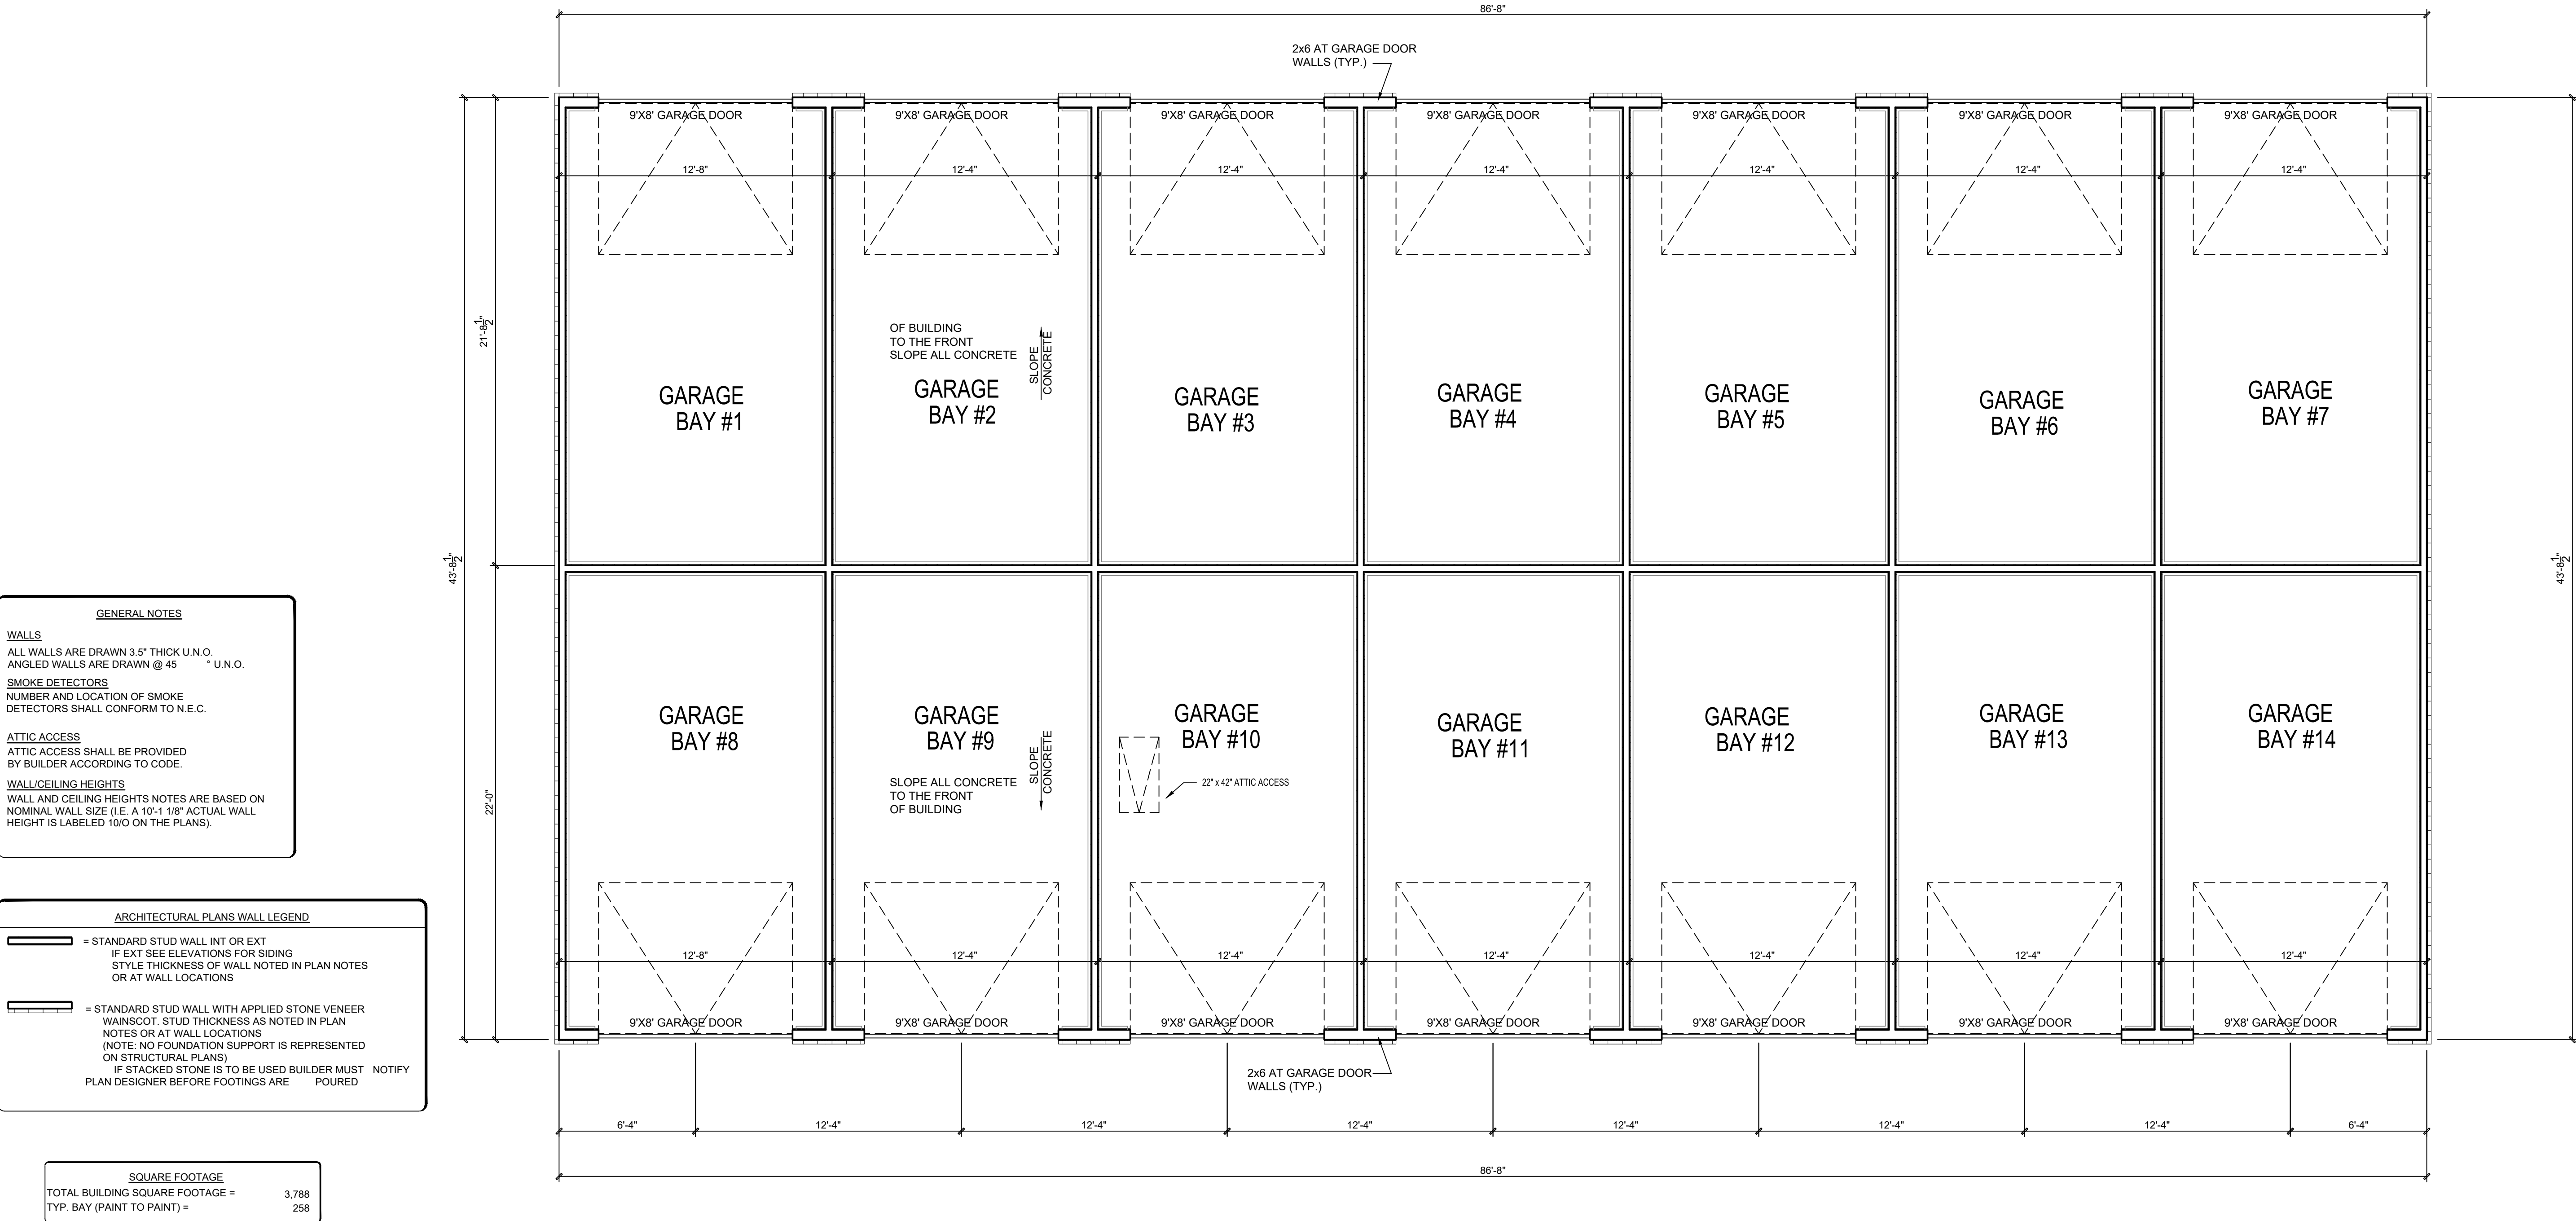 86'-8"
2x6 AT GARAGE DOOR
WALLS (TYP.)
9'X8' GARAGE DOOR
9'X8' GARAGE DOOR
9'X8' GARAGE DOOR
9'X8' GARAGE DOOR
9'X8' GARAGE DOOR
9'X8' GARAGE DOOR
9'X8' GARAGE DOOR
12'-8"
12'-4"
12'-4"
12'-4"
12'-4"
12'-4"
12'-4"
21'-8 1/2"
43'-8 1/2"
22'-0"
43'-8 1/2"
OF BUILDING
TO THE FRONT
SLOPE ALL CONCRETE
SLOPE
CONCRETE
GARAGE
BAY #1
GARAGE
BAY #2
GARAGE
BAY #3
GARAGE
BAY #4
GARAGE
BAY #5
GARAGE
BAY #6
GARAGE
BAY #7
GARAGE
BAY #8
GARAGE
BAY #9
GARAGE
BAY #10
GARAGE
BAY #11
GARAGE
BAY #12
GARAGE
BAY #13
GARAGE
BAY #14
SLOPE ALL CONCRETE
TO THE FRONT
OF BUILDING
SLOPE
CONCRETE
22" x 42" ATTIC ACCESS
12'-8"
12'-4"
12'-4"
12'-4"
12'-4"
12'-4"
12'-4"
9'X8' GARAGE DOOR
9'X8' GARAGE DOOR
9'X8' GARAGE DOOR
9'X8' GARAGE DOOR
9'X8' GARAGE DOOR
9'X8' GARAGE DOOR
9'X8' GARAGE DOOR
2x6 AT GARAGE DOOR
WALLS (TYP.)
6'-4"
12'-4"
12'-4"
12'-4"
12'-4"
12'-4"
12'-4"
6'-4"
86'-8"
GENERAL NOTES
WALLS
ALL WALLS ARE DRAWN 3.5" THICK U.N.O.
ANGLED WALLS ARE DRAWN @ 45 ° U.N.O.
SMOKE DETECTORS
NUMBER AND LOCATION OF SMOKE
DETECTORS SHALL CONFORM TO N.E.C.
ATTIC ACCESS
ATTIC ACCESS SHALL BE PROVIDED
BY BUILDER ACCORDING TO CODE.
WALL/CEILING HEIGHTS
WALL AND CEILING HEIGHTS NOTES ARE BASED ON
NOMINAL WALL SIZE (I.E. A 10'-1 1/8" ACTUAL WALL
HEIGHT IS LABELED 10/O ON THE PLANS).
ARCHITECTURAL PLANS WALL LEGEND
= STANDARD STUD WALL INT OR EXT
IF EXT SEE ELEVATIONS FOR SIDING
STYLE THICKNESS OF WALL NOTED IN PLAN NOTES
OR AT WALL LOCATIONS
= STANDARD STUD WALL WITH APPLIED STONE VENEER
WAINSCOT. STUD THICKNESS AS NOTED IN PLAN
NOTES OR AT WALL LOCATIONS
(NOTE: NO FOUNDATION SUPPORT IS REPRESENTED
ON STRUCTURAL PLANS)
IF STACKED STONE IS TO BE USED BUILDER MUST NOTIFY
PLAN DESIGNER BEFORE FOOTINGS ARE POURED
SQUARE FOOTAGE
TOTAL BUILDING SQUARE FOOTAGE = 3,788
TYP. BAY (PAINT TO PAINT) = 258